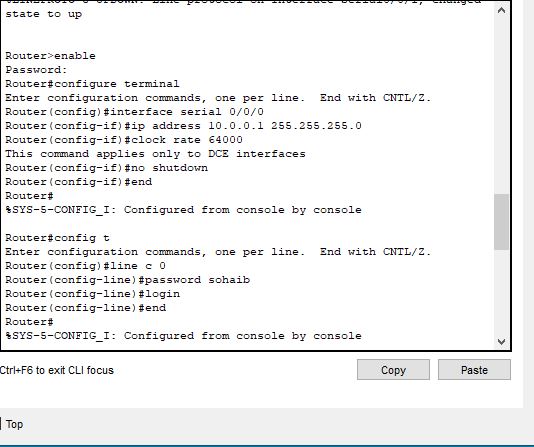 state to up
Router>enable
Password:
Router#configure terminal
Enter configuration commands, one per line.  End with CNTL/Z.
Router(config)#interface serial 0/0/0
Router(config-if)#ip address 10.0.0.1 255.255.255.0
Router(config-if)#clock rate 64000
This command applies only to DCE interfaces
Router(config-if)#no shutdown
Router(config-if)#end
Router#
%SYS-5-CONFIG_I: Configured from console by console
Router#config t
Enter configuration commands, one per line.  End with CNTL/Z.
Router(config)#line c 0
Router(config-line)#password sohaib
Router(config-line)#login
Router(config-line)#end
Router#
%SYS-5-CONFIG_I: Configured from console by console
Ctrl+F6 to exit CLI focus
Copy
Paste
Top